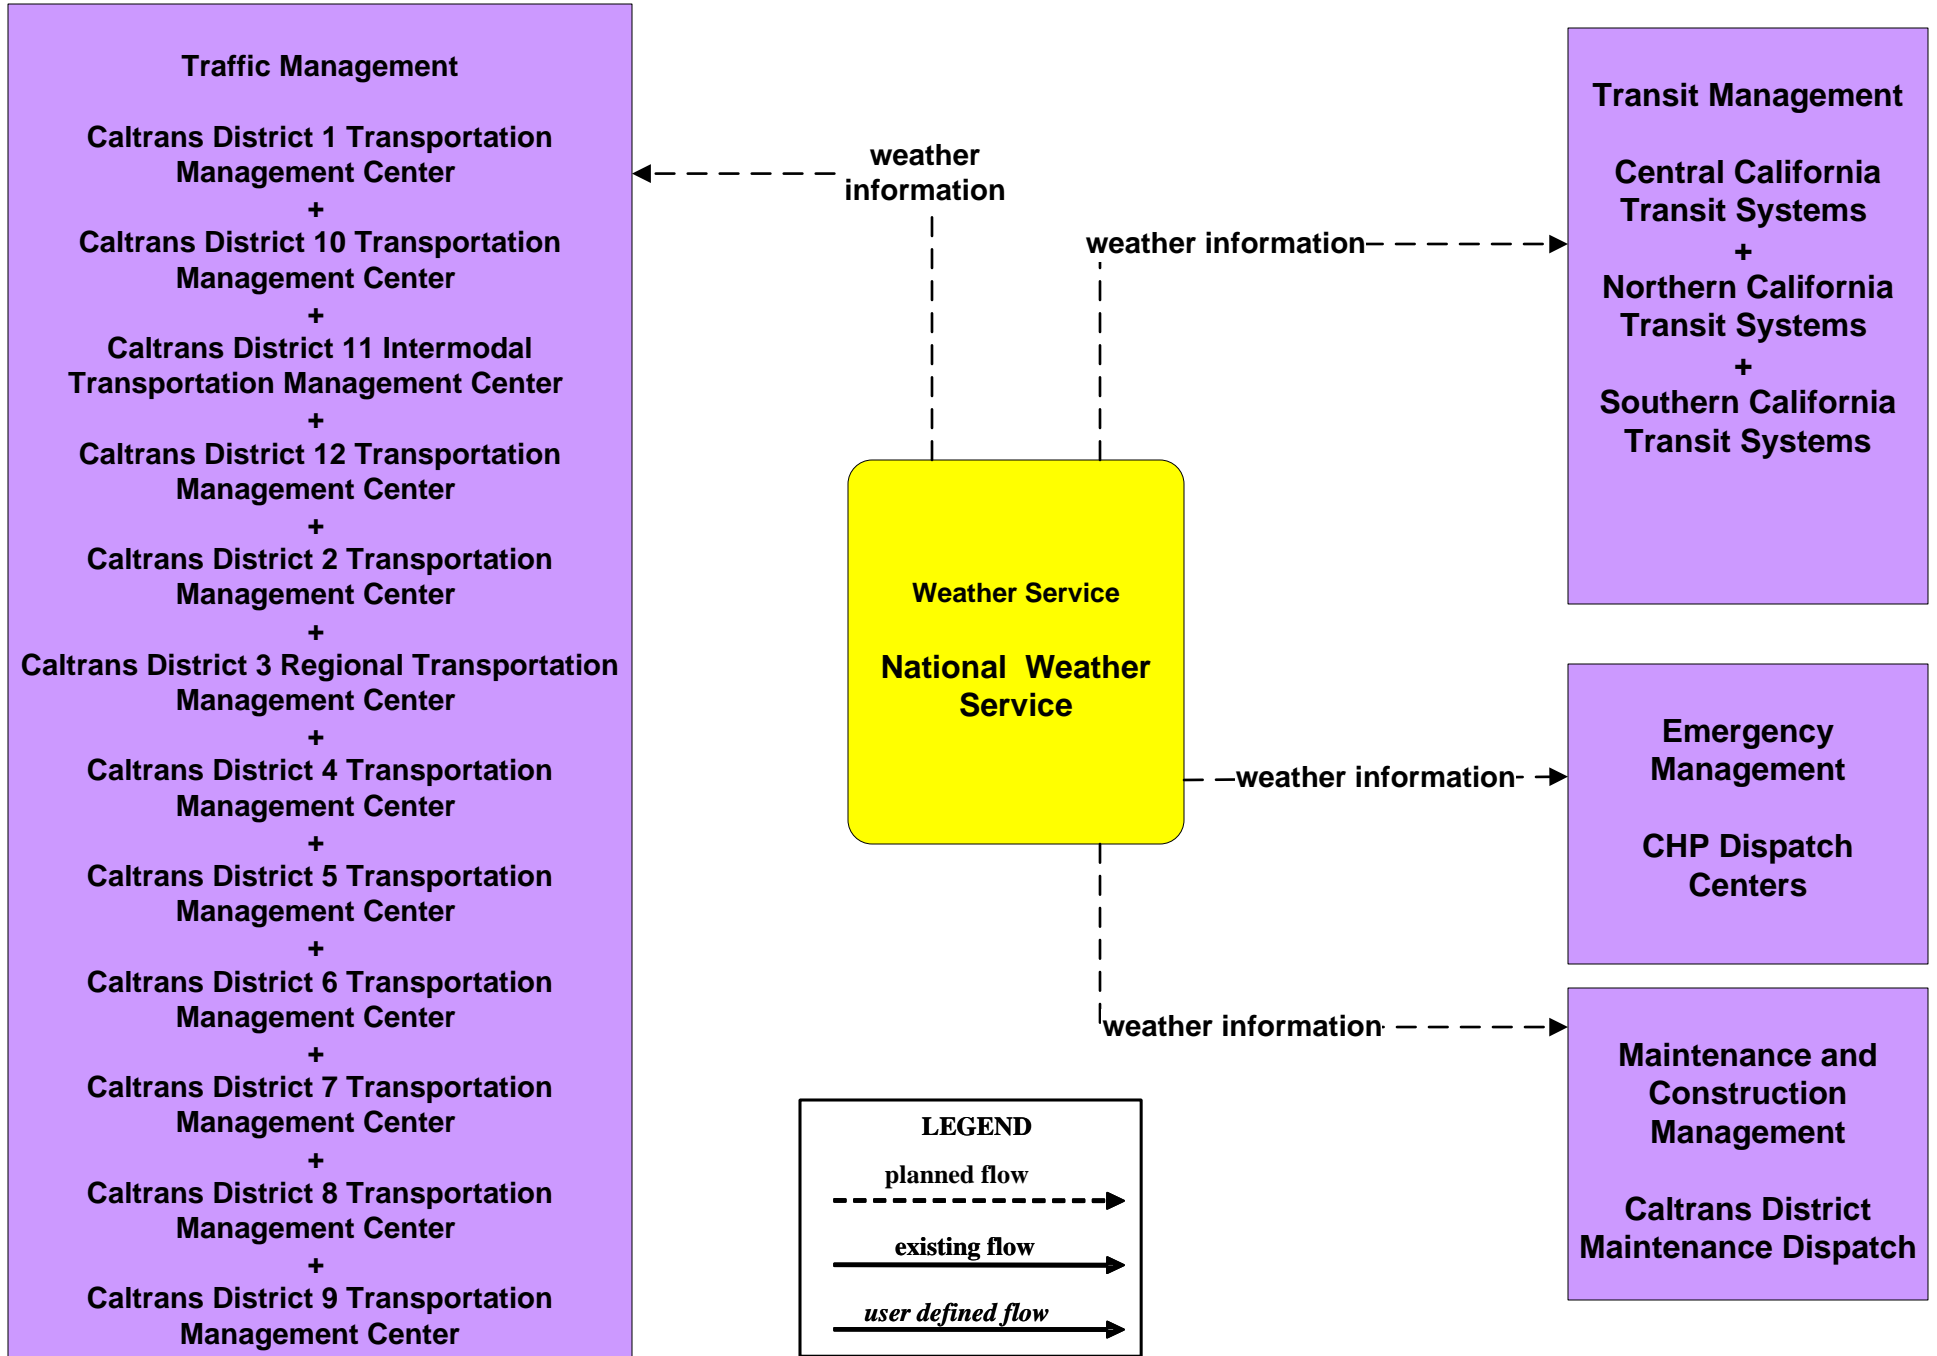 Traffic Management
Caltrans District 1 Transportation
Management Center
+
Caltrans District 10 Transportation
Management Center
+
Caltrans District 11 Intermodal
Transportation Management Center
+
Caltrans District 12 Transportation
Management Center
+
Caltrans District 2 Transportation
Management Center
+
Caltrans District 3 Regional Transportation
Management Center
+
Caltrans District 4 Transportation
Management Center
+
Caltrans District 5 Transportation
Management Center
+
Caltrans District 6 Transportation
Management Center
+
Caltrans District 7 Transportation
Management Center
+
Caltrans District 8 Transportation
Management Center
+
Caltrans District 9 Transportation
Management Center
weather
information
weather information
Weather Service
National  Weather
Service
weather information
weather information
LEGEND
planned flow
existing flow
user defined flow
Transit Management
Central California
Transit Systems
+
Northern California
Transit Systems
+
Southern California
Transit Systems
Emergency
Management
CHP Dispatch
Centers
Maintenance and
Construction
Management
Caltrans District
Maintenance Dispatch